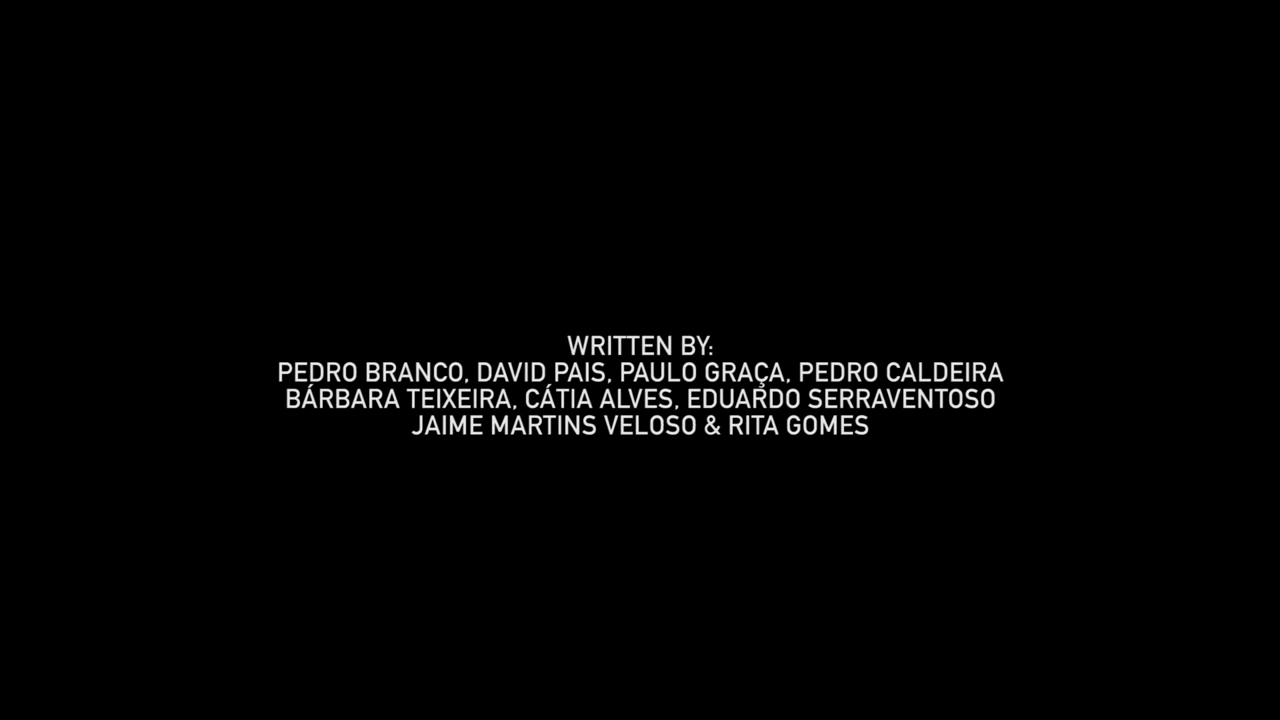 WRITTEN BY:
PEDRO BRANCO, DAVID PAIS, PAULO GRAÇA, PEDRO CALDEIRA
BÁRBARA TEIXEIRA, CÁTIA ALVES, EDUARDO SERRAVENTOSO
JAIME MARTINS VELOSO & RITA GOMES